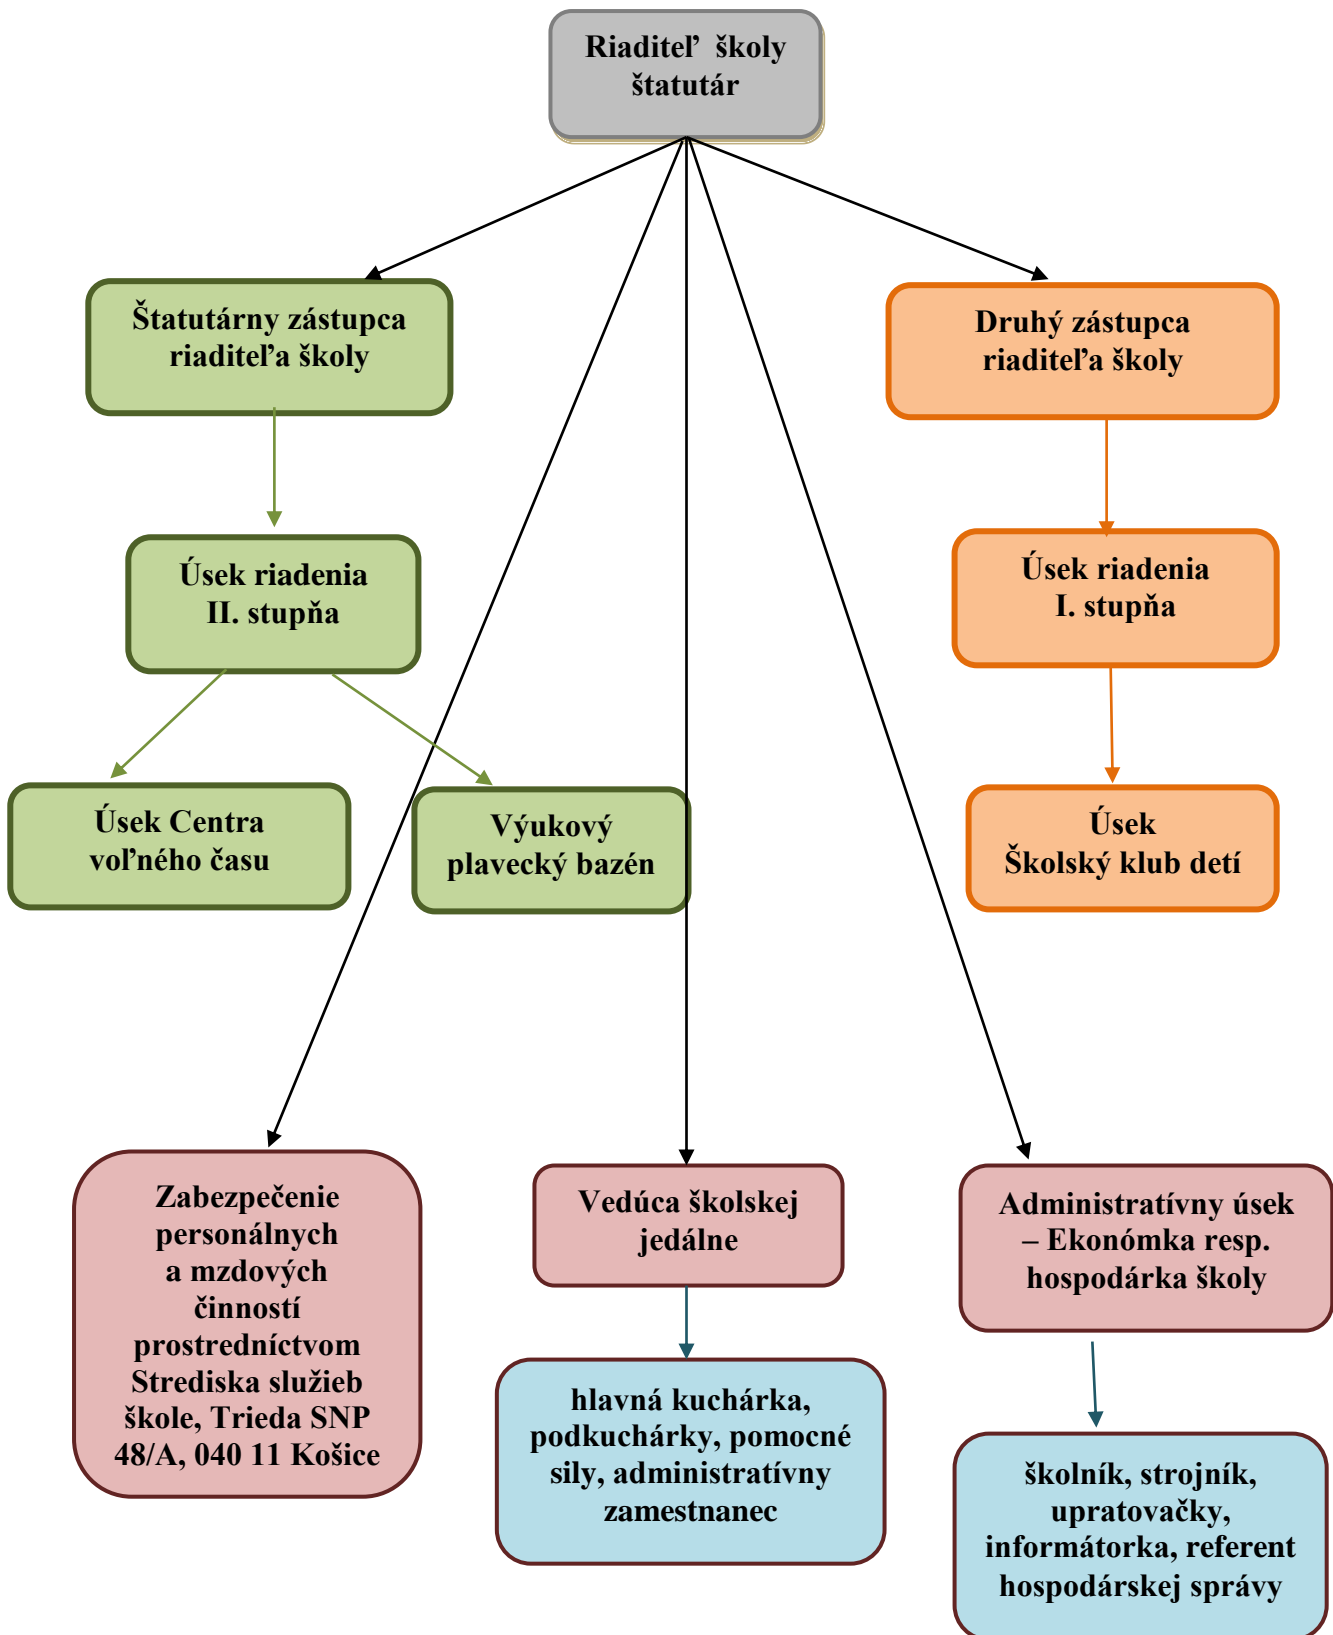 Riaditeľ školy
štatutár
Štatutárny zástupca
riaditeľa školy
Druhý zástupca
riaditeľa školy
Úsek riadenia
II. stupňa
Úsek riadenia
I. stupňa
Úsek Centra
voľného času
Výukový
plavecký bazén
Úsek
Školský klub detí
Zabezpečenie
personálnych
a mzdových
činností
prostredníctvom
Strediska služieb
škole, Trieda SNP
48/A, 040 11 Košice
Vedúca školskej
jedálne
Administratívny úsek
– Ekonómka resp.
hospodárka školy
hlavná kuchárka,
podkuchárky, pomocné
sily, administratívny
zamestnanec
školník, strojník,
upratovačky,
informátorka, referent
hospodárskej správy